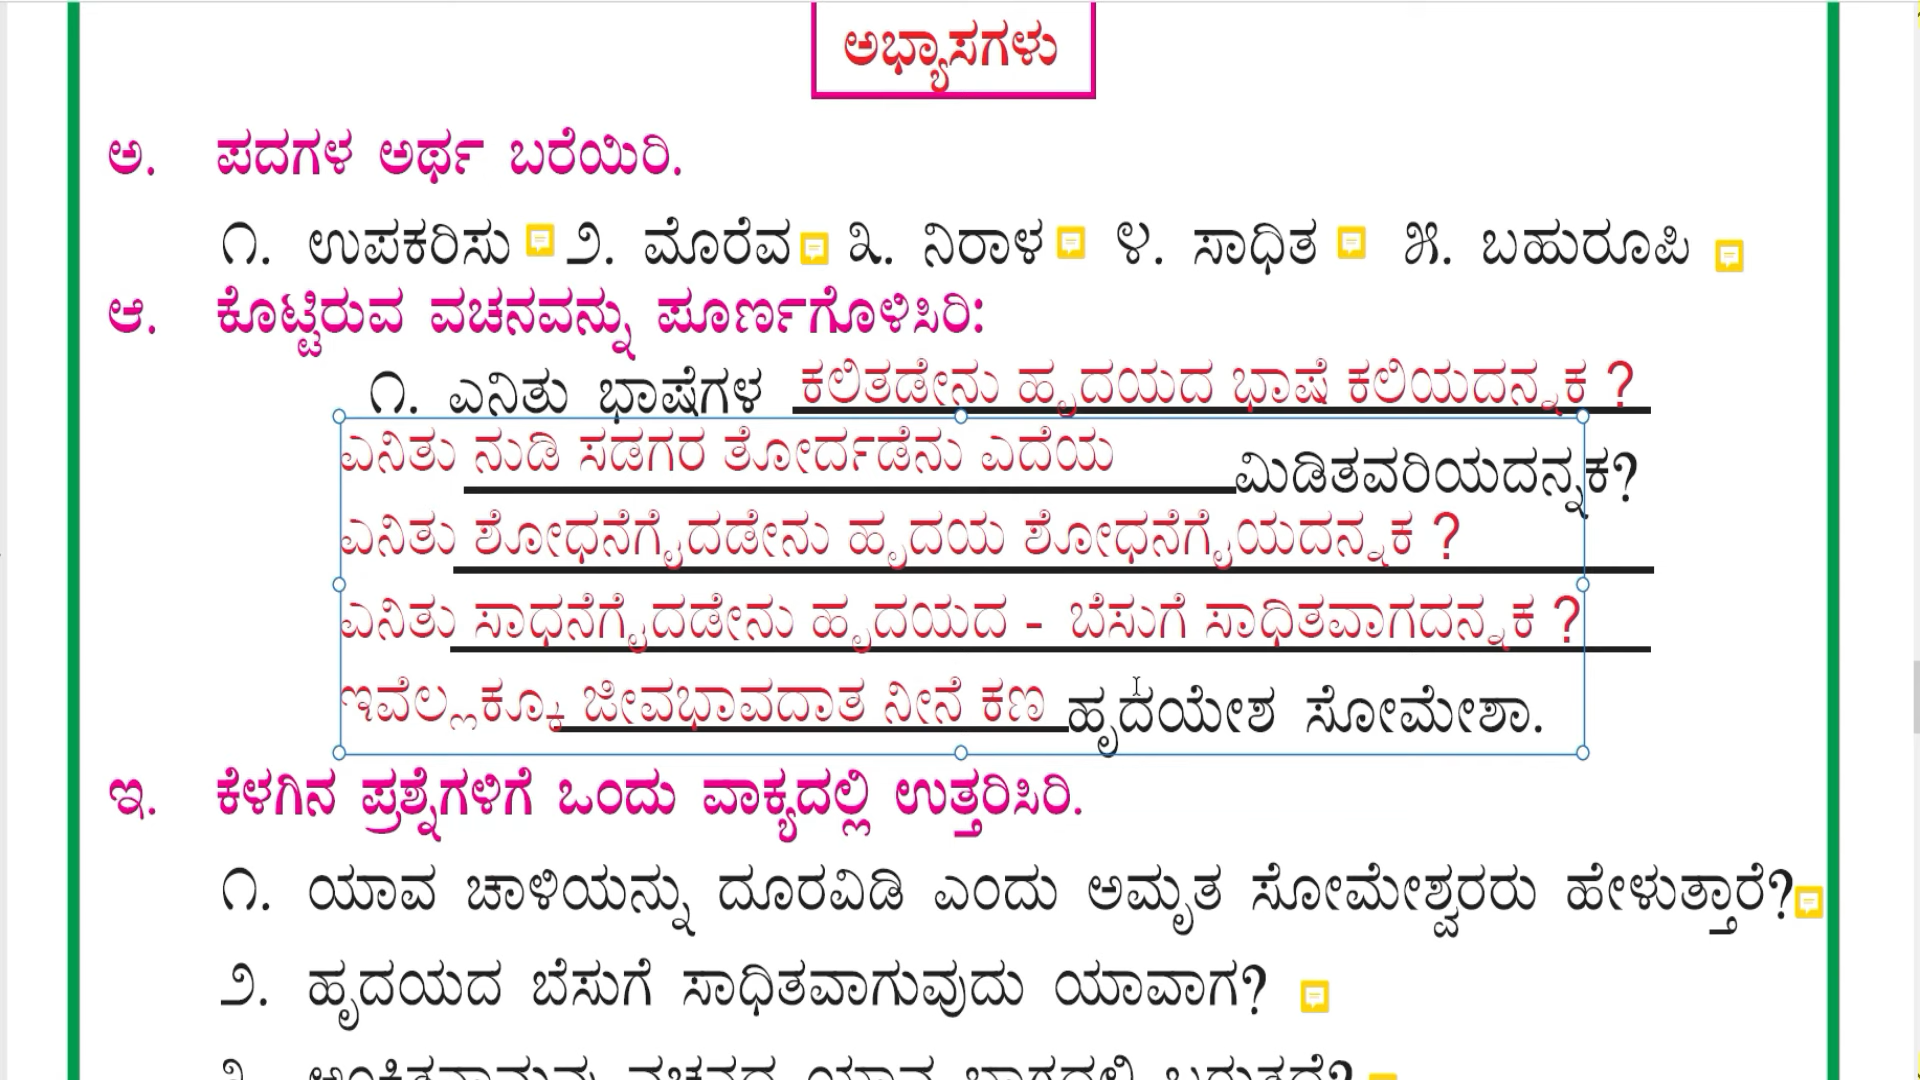 ಅಭ್ಯಾಸಗಳು
ಅ. ಪದಗಳ ಅರ್ಥ ಬರೆಯಿರಿ.
೧. ಉಪಕರಿಸು ೨. ಮೊರೆವ ೩. ನಿರಾಳ ೪. ಸಾಧಿತ ೫. ಬಹುರೂಪಿ
ಆ. ಕೊಟ್ಟಿರುವ ವಚನವನ್ನು ಪೂರ್ಣಗೊಳಿಸಿರಿ:
೧. ಎನಿತು ಭಾಷೆಗಳ ಕಲಿತಡೇನು ಹೃದಯದ ಭಾಷೆ ಕಲಿಯದನ್ನಕ ?
ಎನಿತು ನುಡಿ ಸಡಗರ ತೋರ್ದಡೆನು ಎದೆಯ ಮಿಡಿತವರಿಯದನ್ನಕ?
ಎನಿತು ಶೋಧನೆಗೈದಡೇನು ಹೃದಯ ಶೋಧನೆಗೈಯದನ್ನಕ ?
ಎನಿತು ಸಾಧನೆಗೈದಡೇನು ಹೃದಯದ - ಬೆಸುಗೆ ಸಾಧಿತವಾಗದನ್ನಕ ?
ಇವೆಲ್ಲಕ್ಕೂ ಜೀವಭಾವದಾತ ನೀನೆ ಕಣ ಹೃದಯೇಶ ಸೋಮೇಶಾ.
ಇ. ಕೆಳಗಿನ ಪ್ರಶ್ನೆಗಳಿಗೆ ಒಂದು ವಾಕ್ಯದಲ್ಲಿ ಉತ್ತರಿಸಿರಿ.
೧. ಯಾವ ಚಾಳಿಯನ್ನು ದೂರವಿಡಿ ಎಂದು ಅಮೃತ ಸೋಮೇಶ್ವರರು ಹೇಳುತ್ತಾರೆ?
೨. ಹೃದಯದ ಬೆಸುಗೆ ಸಾಧಿತವಾಗುವುದು ಯಾವಾಗ?